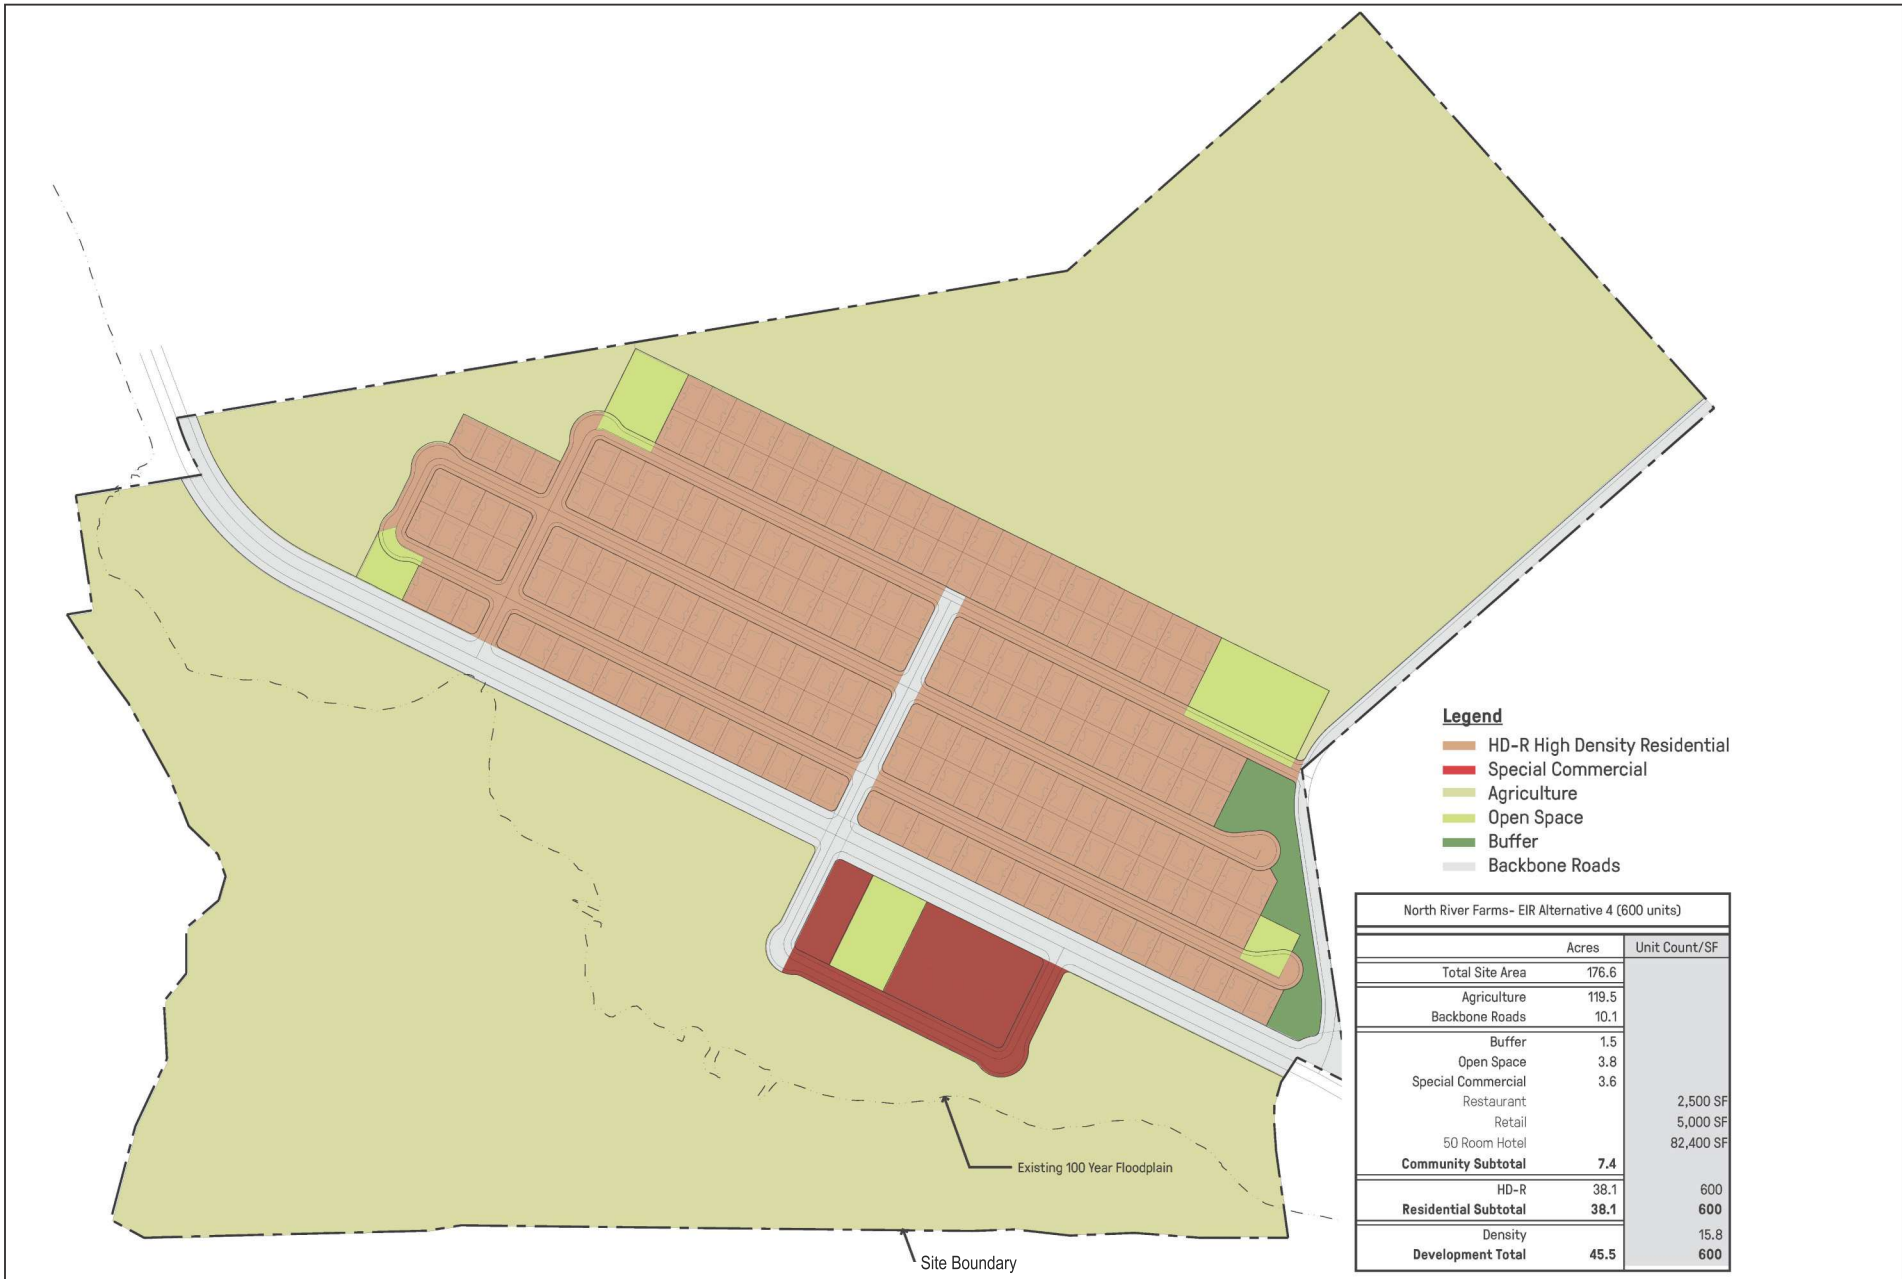 Legend
HD-R High Density Residential
Special Commercial
Agriculture
Open Space
Buffer
Backbone Roads
North River Farms- EIR Alternative 4 (600 units)
Acres Unit Count/SF
Total Site Area 176.6
Agriculture 119.5
Backbone Roads 10.1
Buffer 1.5
Open Space 3.8
Special Commercial 3.6
Restaurant 2,500 SF
Retail 5,000 SF
50 Room Hotel 82,400 SF
Community Subtotal 7.4
HD-R 38.1 600
Residential Subtotal 38.1 600
Density 15.8
Development Total 45.5 600
Existing 100 Year Floodplain
Site Boundary